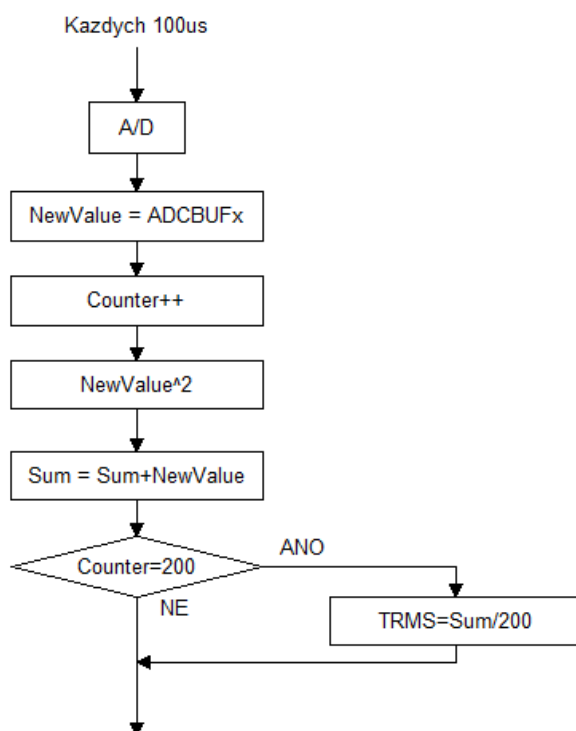 Kazdych 100us
A/D
NewValue = ADCBUFx
Counter++
NewValue^2
Sum = Sum+NewValue
Counter=200
ANO
NE
TRMS=Sum/200